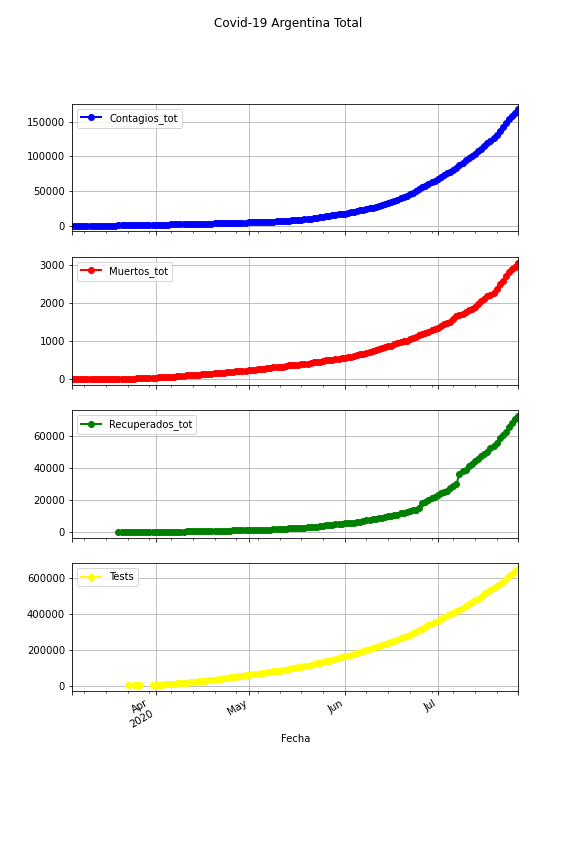 Covid-19 Argentina Total
Contagios_tot
150000
100000
50000
0
Muertos_tot
3000
2000
1000
0
Recuperados_tot
60000
40000
20000
0
Tests
600000
400000
200000
0
Apr
2020
May
Jun
Jul
Fecha